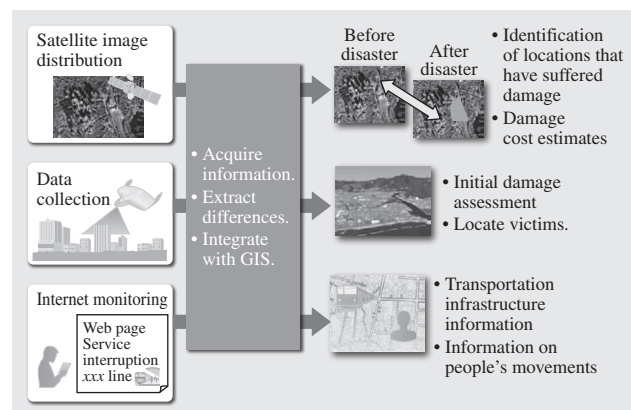 Satellite image
distribution
Data
collection
Internet monitoring
Web page
Service
interruption
xxx line
• Acquire
information.
• Extract
differences.
• Integrate
with GIS.
Before
disaster
After
disaster
• Identification
of locations that
have suffered
damage
• Damage
cost estimates
• Initial damage
assessment
• Locate victims.
• Transportation
infrastructure
information
• Information on
people's movements